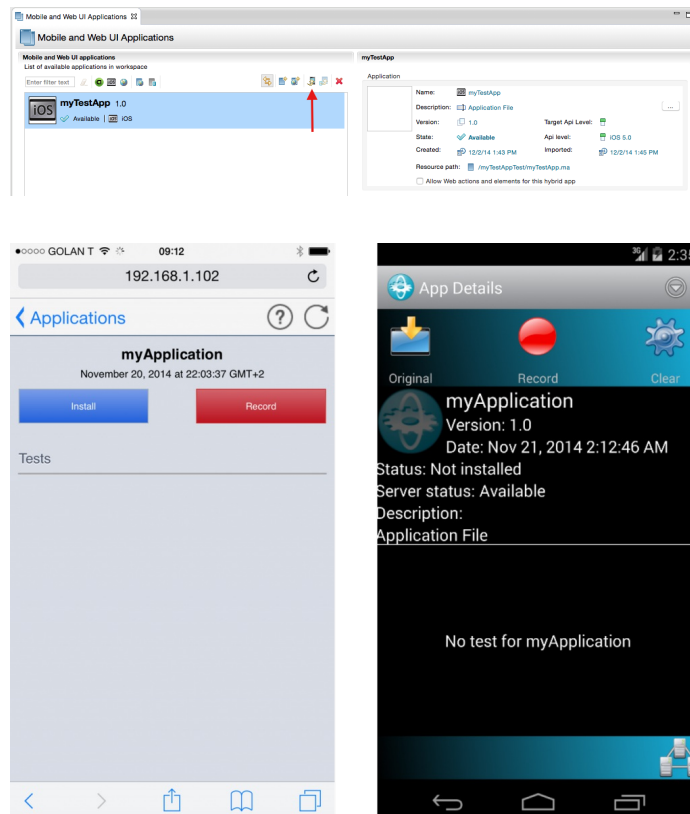 Mobile and Web UI Applications
Mobile and Web UI Applications
Mobile and Web UI applications
List of available applications in workspace
Enter filter text
iOS
myTestApp 1.0
Available | iOS
myTestApp
Application
Name: myTestApp
Description: Application File
...
Version: 1.0 Target Api Level:
State: Available Api level: iOS 5.0
Created: 12/2/14 1:43 PM Imported: 12/2/14 1:45 PM
Resource path: /myTestAppTest/myTestApp.ma
Allow Web actions and elements for this hybrid app
GOLAN T 09:12
192.168.1.102
Applications ?
myApplication
November 20, 2014 at 22:03:37 GMT+2
Install Record
Tests
3G 2:35
App Details
Original Record Clear
myApplication
Version: 1.0
Date: Nov 21, 2014 2:12:46 AM
Status: Not installed
Server status: Available
Description:
Application File
No test for myApplication